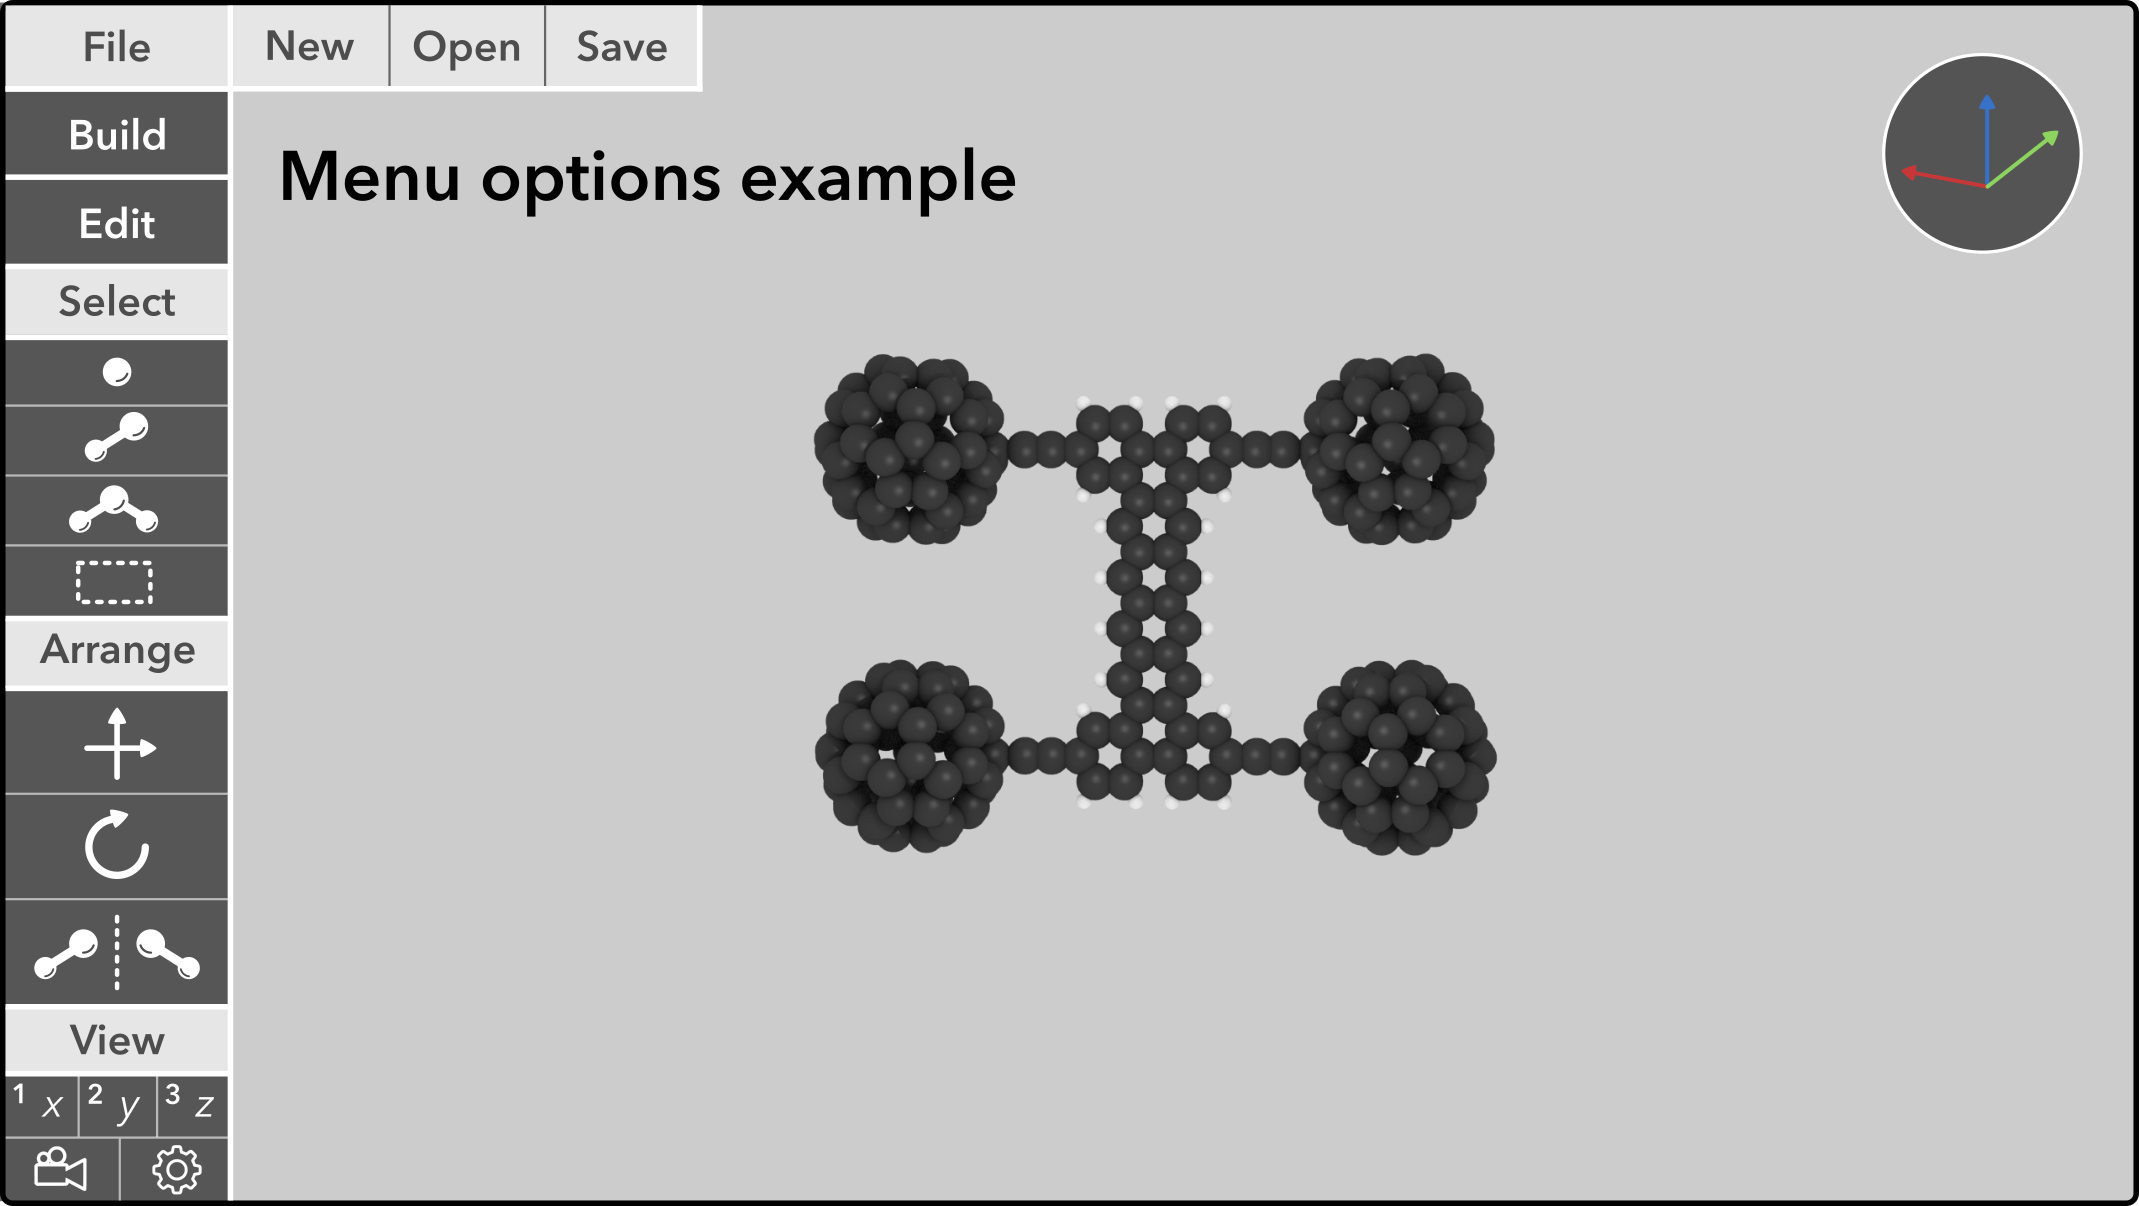 File
New
Open
Save
Build
Menu options example
Edit
Select
Arrange
View
1 x
2 y
3 z